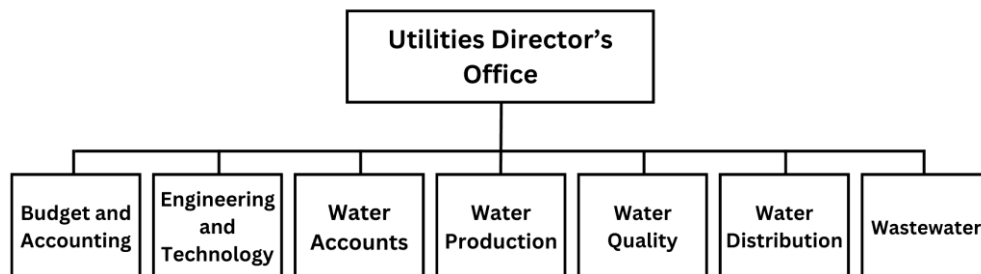 Utilities Director’s
Office
Budget and
Accounting
Engineering
and
Technology
Water
Accounts
Water
Production
Water
Quality
Water
Distribution
Wastewater